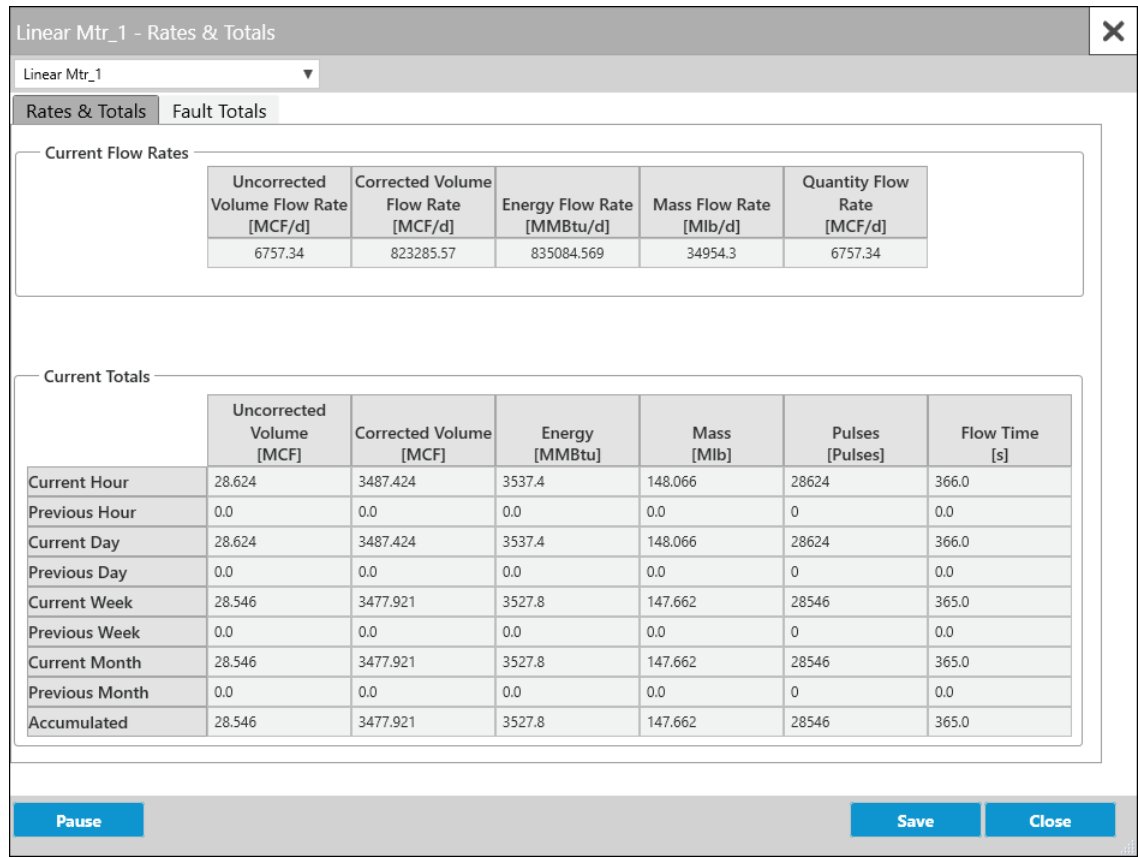 Linear Mtr_1 - Rates & Totals
Linear Mtr_1
Rates & Totals Fault Totals
Current Flow Rates
Uncorrected Volume Flow Rate [MCF/d] Corrected Volume Flow Rate [MCF/d] Energy Flow Rate [MMBtu/d] Mass Flow Rate [Mlb/d] Quantity Flow Rate [MCF/d]
6757.34 823285.57 835084.569 34954.3 6757.34
Current Totals
Uncorrected Volume [MCF] Corrected Volume [MCF] Energy [MMBtu] Mass [Mlb] Pulses [Pulses] Flow Time [s]
Current Hour 28.624 3487.424 3537.4 148.066 28624 366.0
Previous Hour 0.0 0.0 0.0 0.0 0 0.0
Current Day 28.624 3487.424 3537.4 148.066 28624 366.0
Previous Day 0.0 0.0 0.0 0.0 0 0.0
Current Week 28.546 3477.921 3527.8 147.662 28546 365.0
Previous Week 0.0 0.0 0.0 0.0 0 0.0
Current Month 28.546 3477.921 3527.8 147.662 28546 365.0
Previous Month 0.0 0.0 0.0 0.0 0 0.0
Accumulated 28.546 3477.921 3527.8 147.662 28546 365.0
Pause Save Close